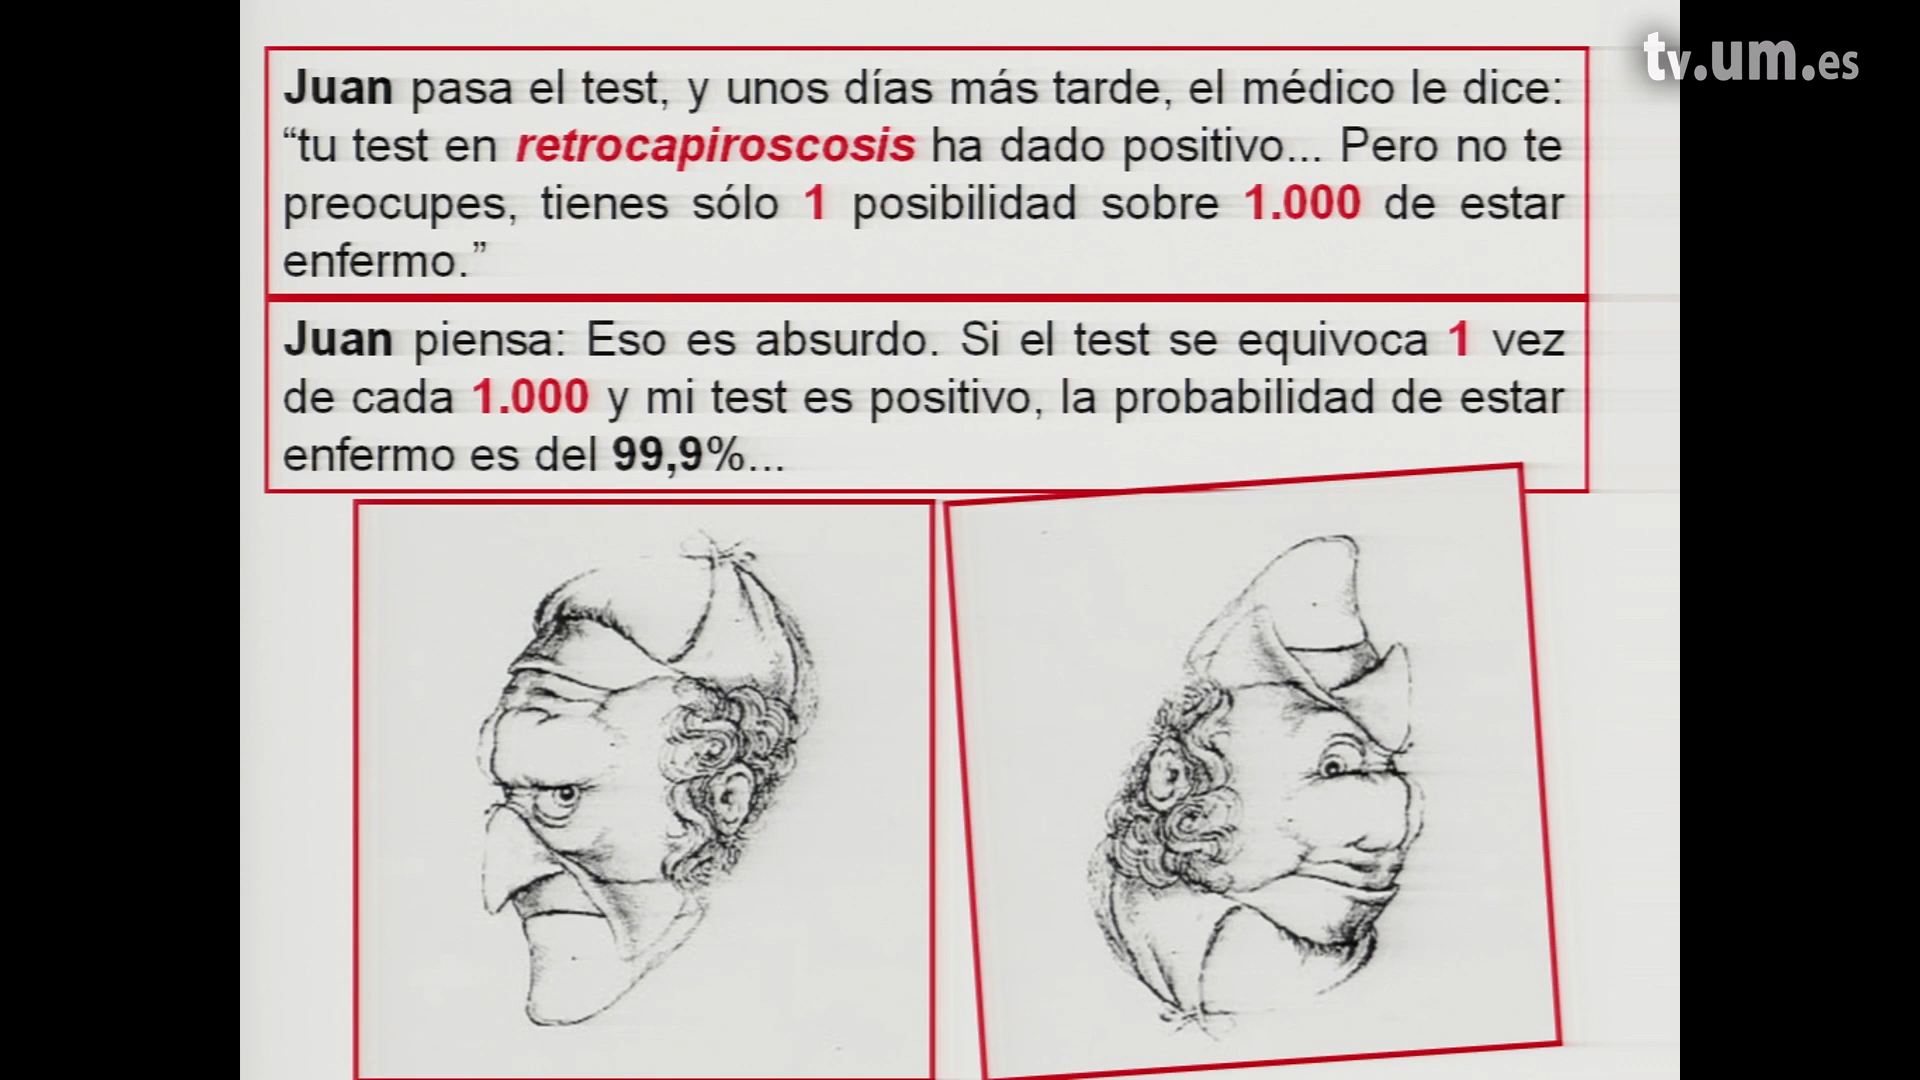 tv.um.es
Juan pasa el test, y unos días más tarde, el médico le dice:
“tu test en retrocapiroscosis ha dado positivo... Pero no te
preocupes, tienes sólo 1 posibilidad sobre 1.000 de estar
enfermo.”
Juan piensa: Eso es absurdo. Si el test se equivoca 1 vez
de cada 1.000 y mi test es positivo, la probabilidad de estar
enfermo es del 99,9%...